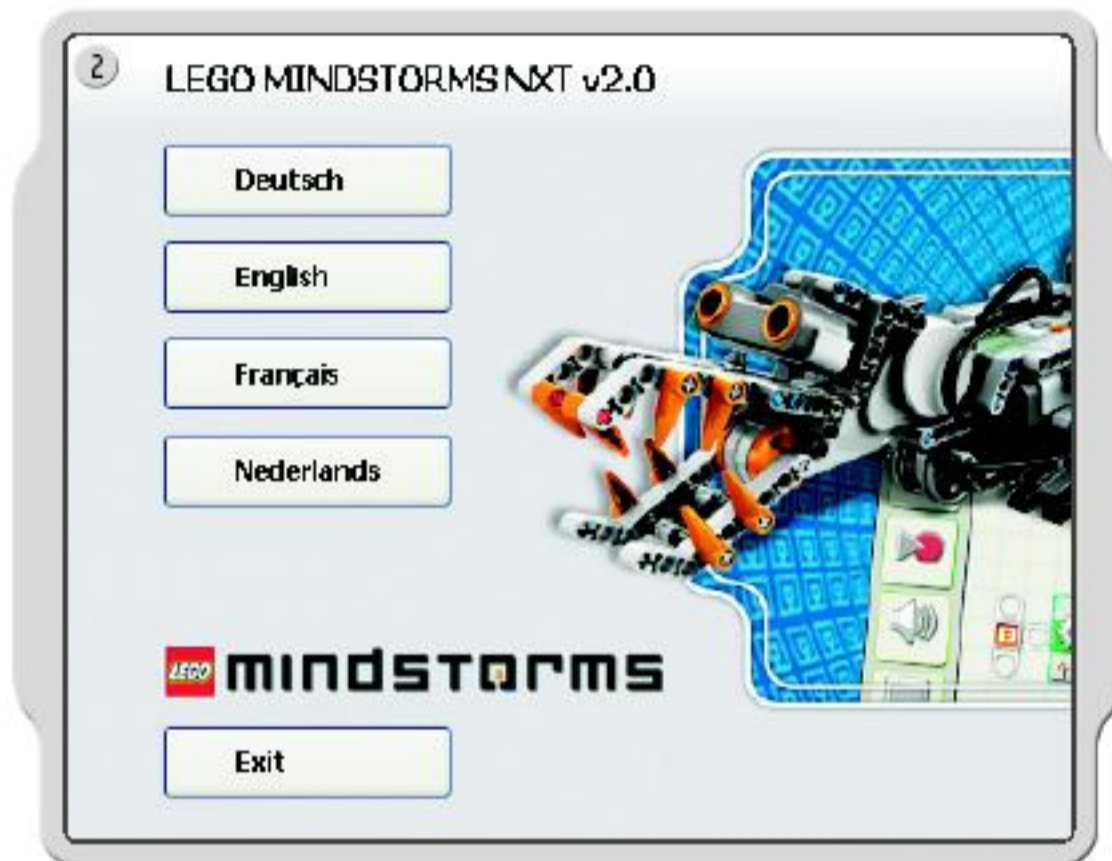 2
LEGO MINDSTORMS NXT v2.0
Deutsch
English
Français
Nederlands
LEGO mindstorms
Exit